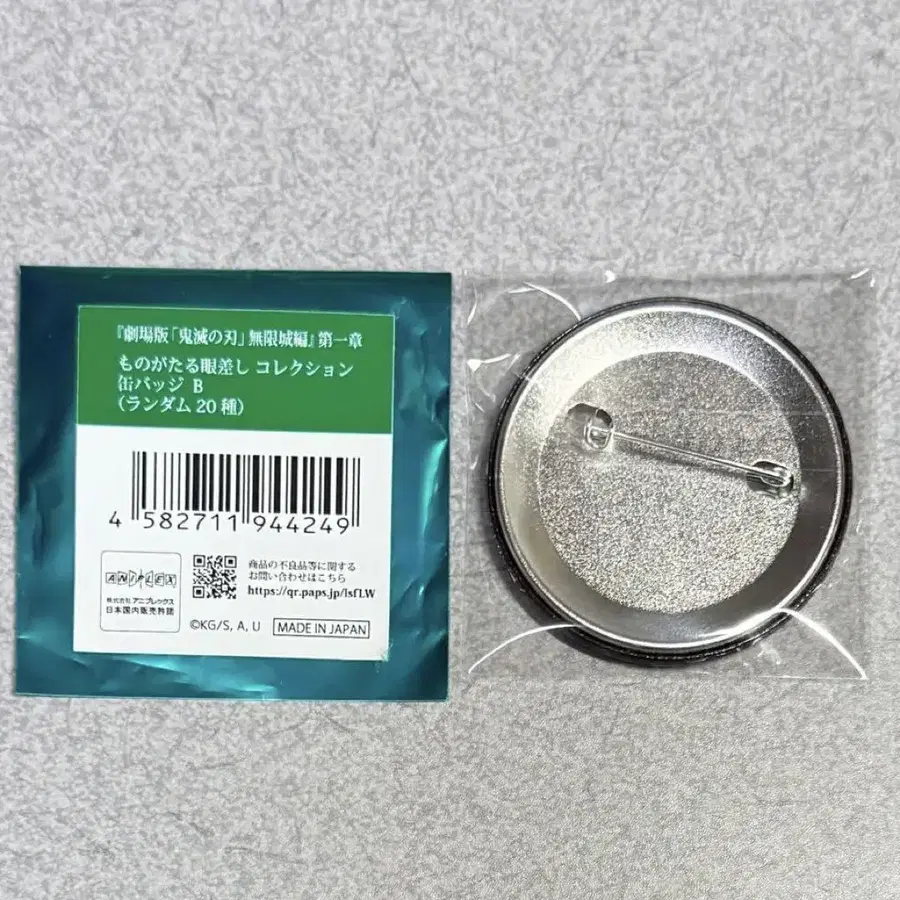 『劇場版「鬼滅の刃」無限城編』第一章
ものがたる眼差し コレクション
缶バッジ B
（ランダム 20 種）
4 582711 944249
ANIPLEX
株式会社 アニプレックス
日本国内販売許諾
商品の不良品等に関する
お問い合わせはこちら
https://qr.paps.jp/lsfLW
©KG/S, A, U
MADE IN JAPAN